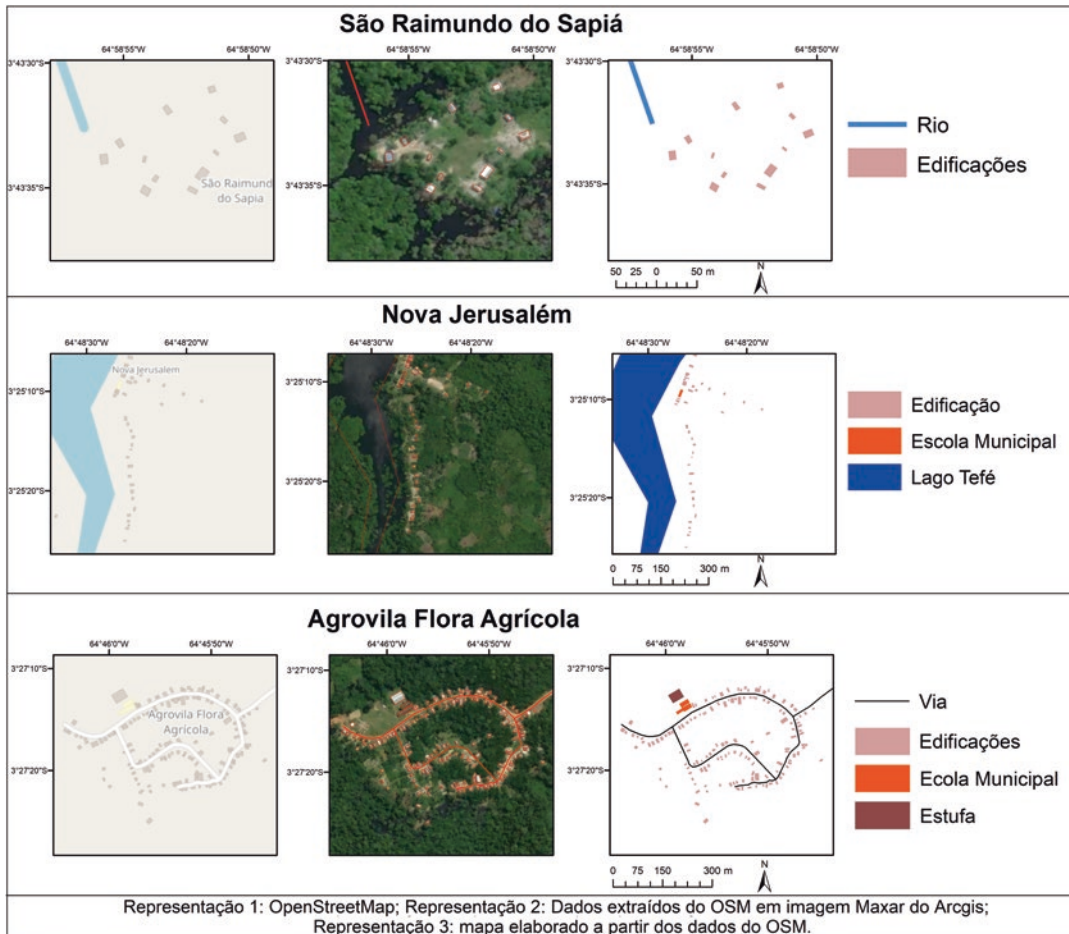 São Raimundo do Sapiá
64°58'55"W 64°58'50"W 64°58'55"W 64°58'50"W 64°58'55"W 64°58'50"W
3°43'30"S 3°43'30"S 3°43'30"S
3°43'35"S 3°43'35"S 3°43'35"S
São Raimund
do Sapia
Rio
Edificações
50 25 0 50 m
N
Nova Jerusalém
64°48'30"W 64°48'20"W 64°48'30"W 64°48'20"W 64°48'30"W 64°48'20"W
Nova Jerusalem
3°25'10"S 3°25'10"S 3°25'10"S
3°25'20"S 3°25'20"S 3°25'20"S
Edificação
Escola Municipal
Lago Tefé
0 75 150 300 m
N
Agrovila Flora Agrícola
64°46'0"W 64°45'50"W 64°46'0"W 64°45'50"W 64°46'0"W 64°45'50"W
3°27'10"S 3°27'10"S 3°27'10"S
Agrovila Flora
Agrícola
3°27'20"S 3°27'20"S 3°27'20"S
Via
Edificações
Ecola Municipal
Estufa
0 75 150 300 m
N
Representação 1: OpenStreetMap; Representação 2: Dados extraídos do OSM em imagem Maxar do Arcgis;
Representação 3: mapa elaborado a partir dos dados do OSM.